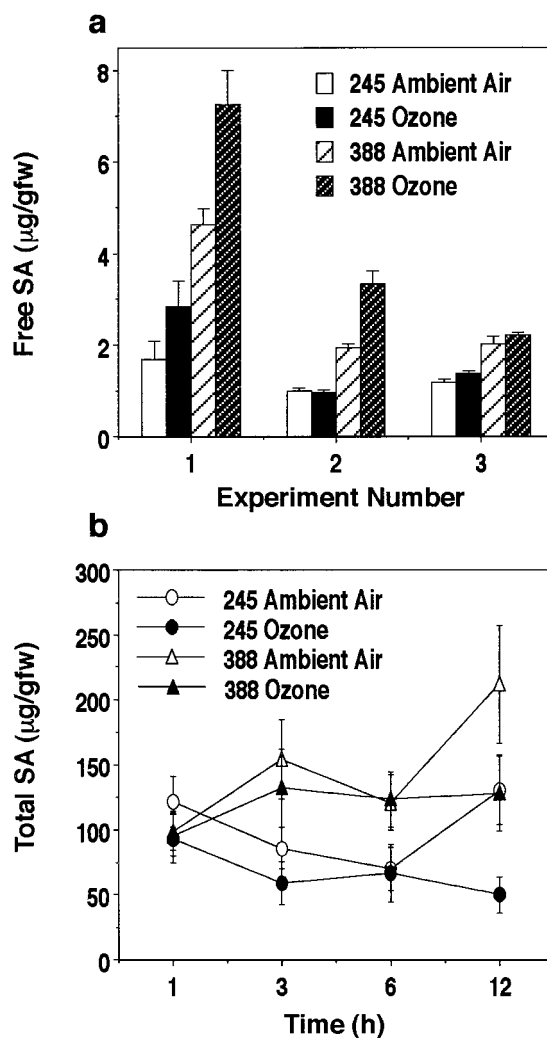 a
8
6
4
2
0
Free SA (μg/gfw)
245 Ambient Air
245 Ozone
388 Ambient Air
388 Ozone
1
2
3
Experiment Number
b
300
250
200
150
100
50
0
Total SA (μg/gfw)
245 Ambient Air
245 Ozone
388 Ambient Air
388 Ozone
1
3
6
12
Time (h)